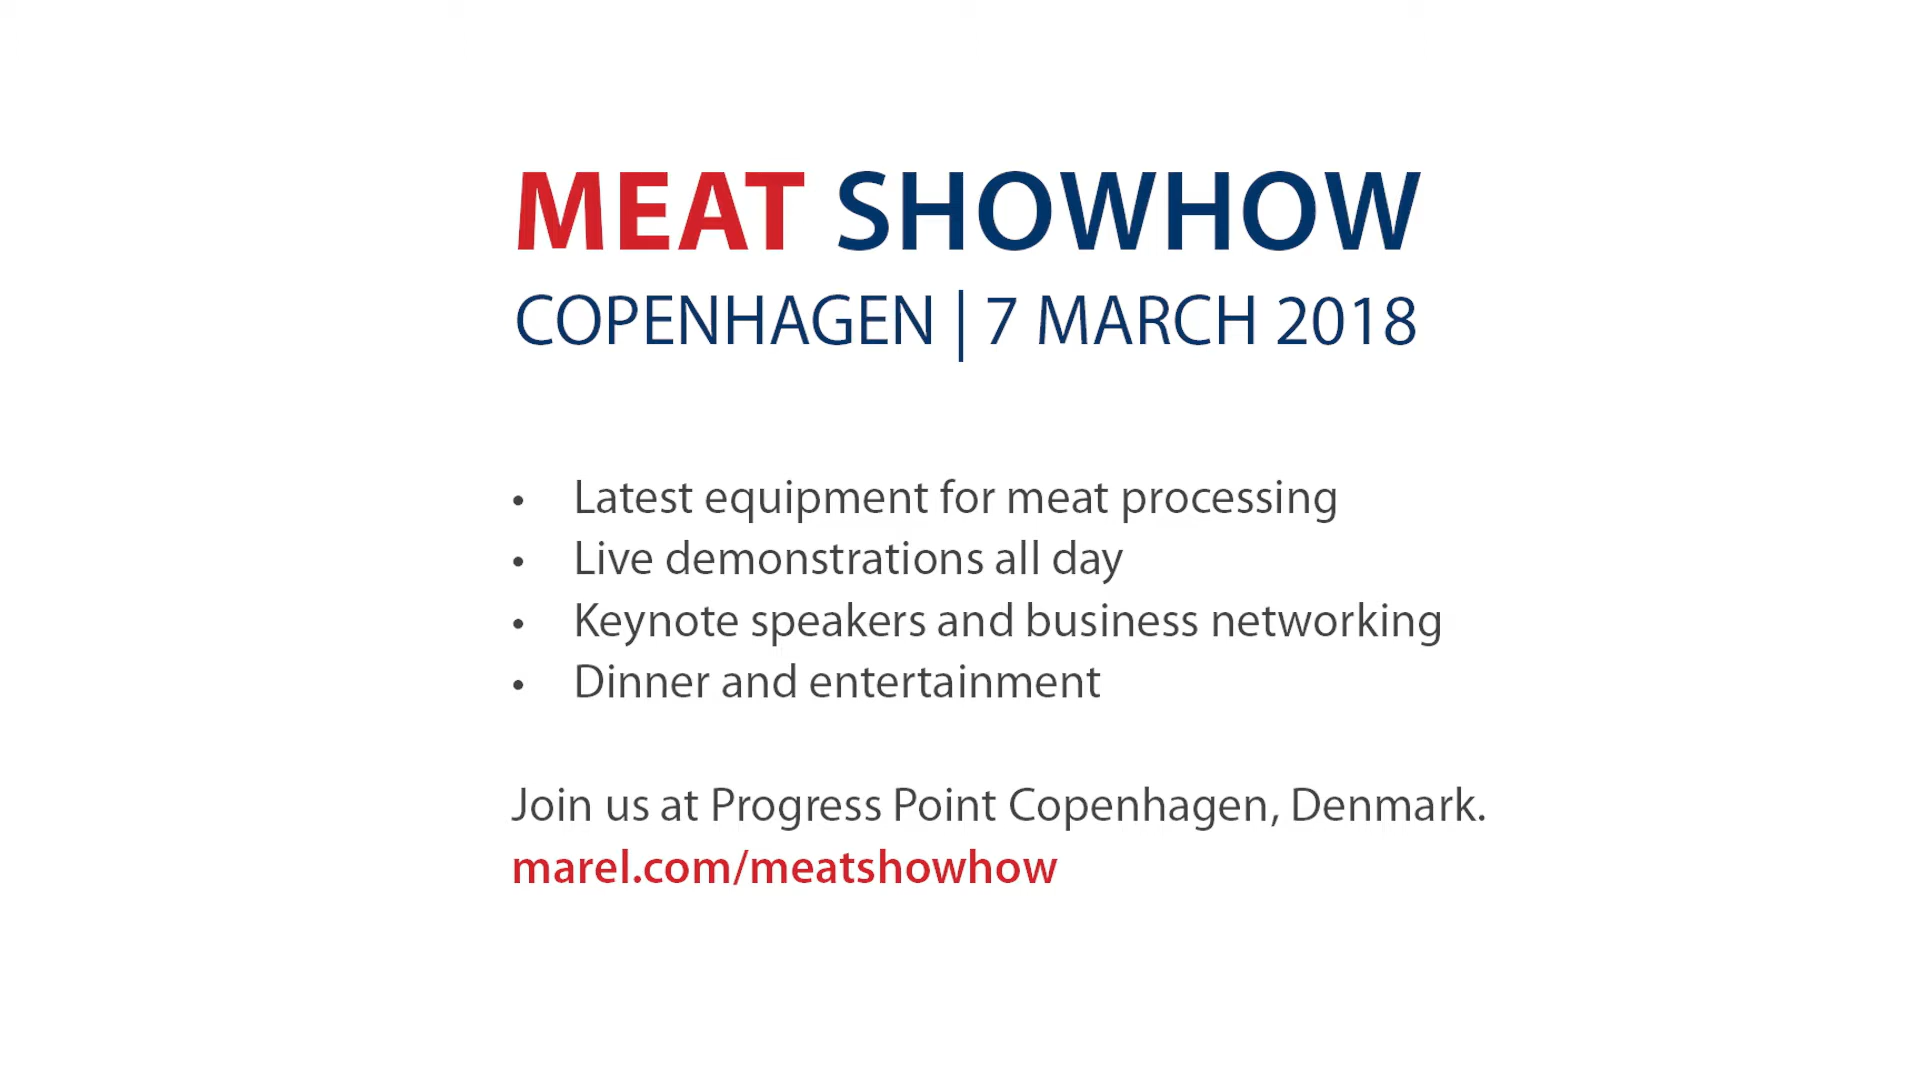 MEAT SHOWHOW
COPENHAGEN | 7 MARCH 2018
• Latest equipment for meat processing
• Live demonstrations all day
• Keynote speakers and business networking
• Dinner and entertainment
Join us at Progress Point Copenhagen, Denmark.
marel.com/meatshowhow